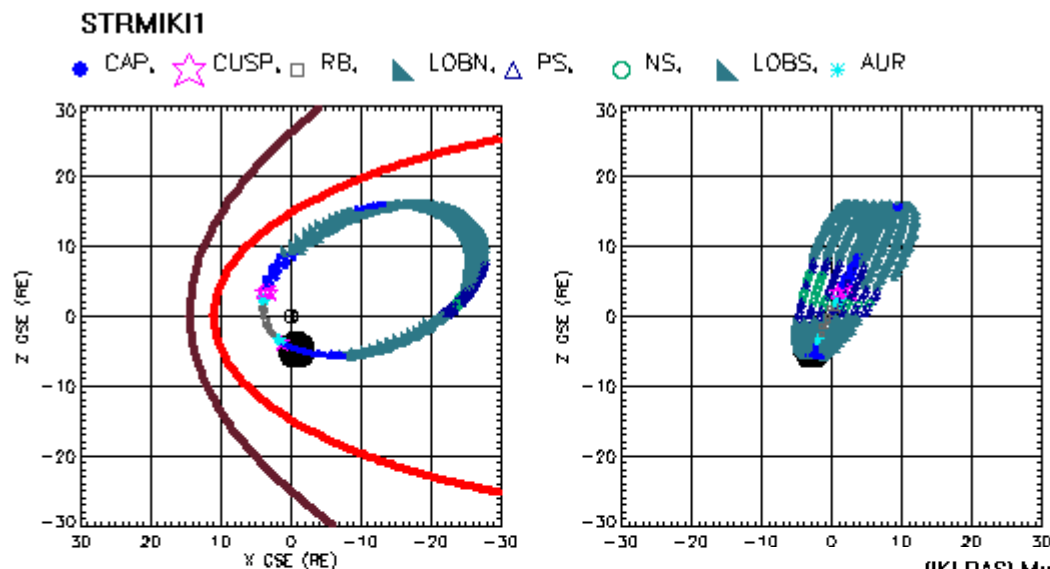 STRMIKI1
CAP, CUSP, RB, LOBN, PS, NS, LOBS, AUR
30 30
20 20
10 10
0 0
-10 -10
-20 -20
-30 -30
Z GSE (RE) Z GSE (RE)
30 20 10 0 -10 -20 -30 -30 -20 -10 0 10 20 30
X GSE (RE)